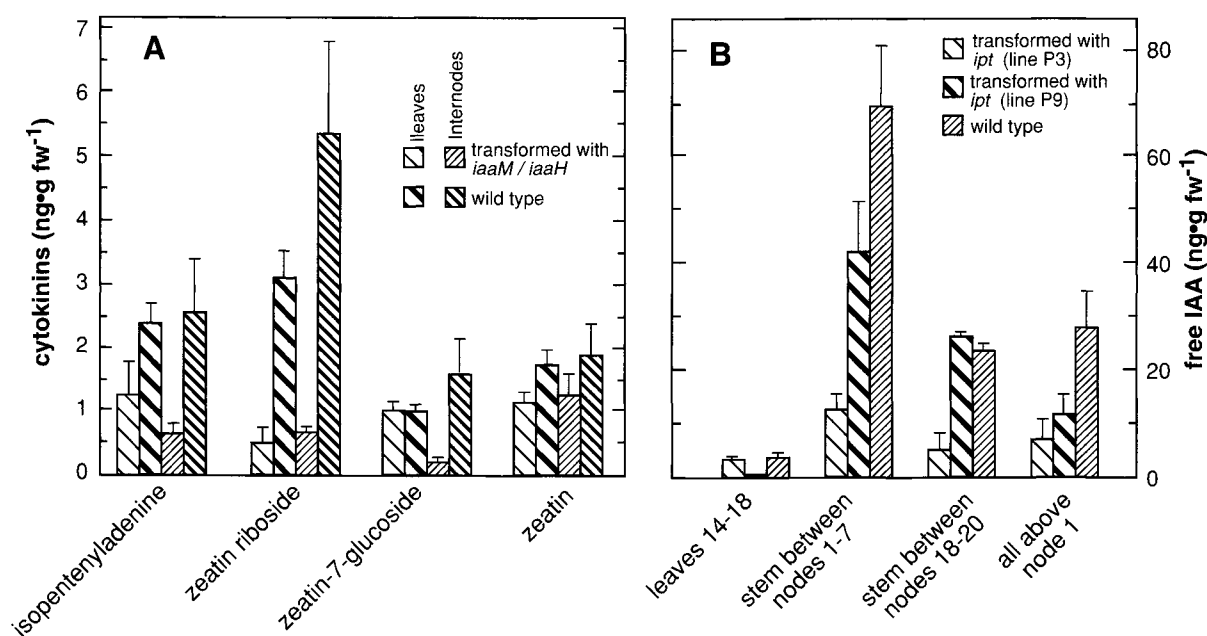 A
7
6
5
4
3
2
1
0
cytokinins (ng•g fw⁻¹)
lleaves
Internodes
transformed with
iaaM / iaaH
wild type
isopentenyladenine
zeatin riboside
zeatin-7-glucoside
zeatin
B
transformed with
ipt (line P3)
transformed with
ipt (line P9)
wild type
80
60
40
20
0
free IAA (ng•g fw⁻¹)
leaves 14-18
stem between
nodes 1-7
stem between
nodes 18-20
all above
node 1